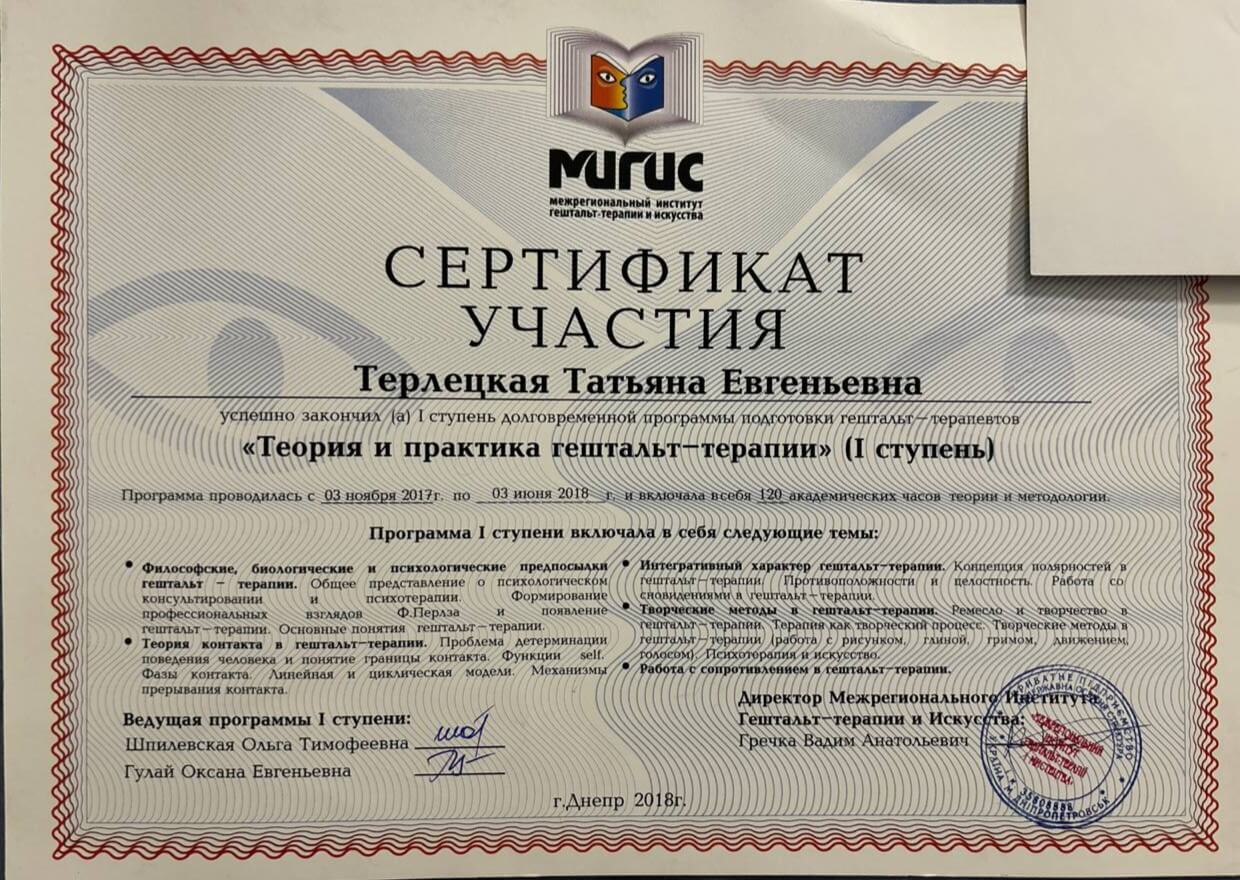 МИГИС
межрегиональный институт
гештальт-терапии и искусства
СЕРТИФИКАТ
УЧАСТИЯ
Терлецкая Татьяна Евгеньевна
успешно закончил (а) I ступень долговременной программы подготовки гештальт-терапевтов
«Теория и практика гештальт-терапии» (I ступень)
Программа проводилась с 03 ноября 2017г. по 03 июня 2018 г, и включала всебя 120 академических часов теории и методологии.
Программа I ступени включала в себя следующие темы:
• Философские, биологические и психологические предпосылки
гештальт - терапии. Общее представление о психологическом
консультировании и психотерапии. Формирование
профессиональных взглядов Ф.Перлза и появление
гештальт-терапии. Основные понятия гештальт-терапии.
• Теория контакта в гештальт-терапии. Проблема детерминации
поведения человека и понятие границы контакта. Функции self.
Фазы контакта. Линейная и циклическая модели. Механизмы
прерывания контакта.
• Интегративный характер гештальт-терапии. Концепция полярностей в
гештальт-терапии. Противоположности и целостность. Работа со
сновидениями в гештальт-терапии.
• Творческие методы в гештальт-терапии. Ремесло и творчество в
гештальт-терапии. Терапия как творческий процесс. Творческие методы в
гештальт-терапии (работа с рисунком, глиной, гримом, движением,
голосом). Психотерапия и искусство.
• Работа с сопротивлением в гештальт-терапии.
Ведущая программы I ступени:
Шпилевская Ольга Тимофеевна
Гулай Оксана Евгеньевна
Директор Межрегионального Института
Гештальт-терапии и Искусства:
Гречка Вадим Анатольевич
г.Днепр 2018г.